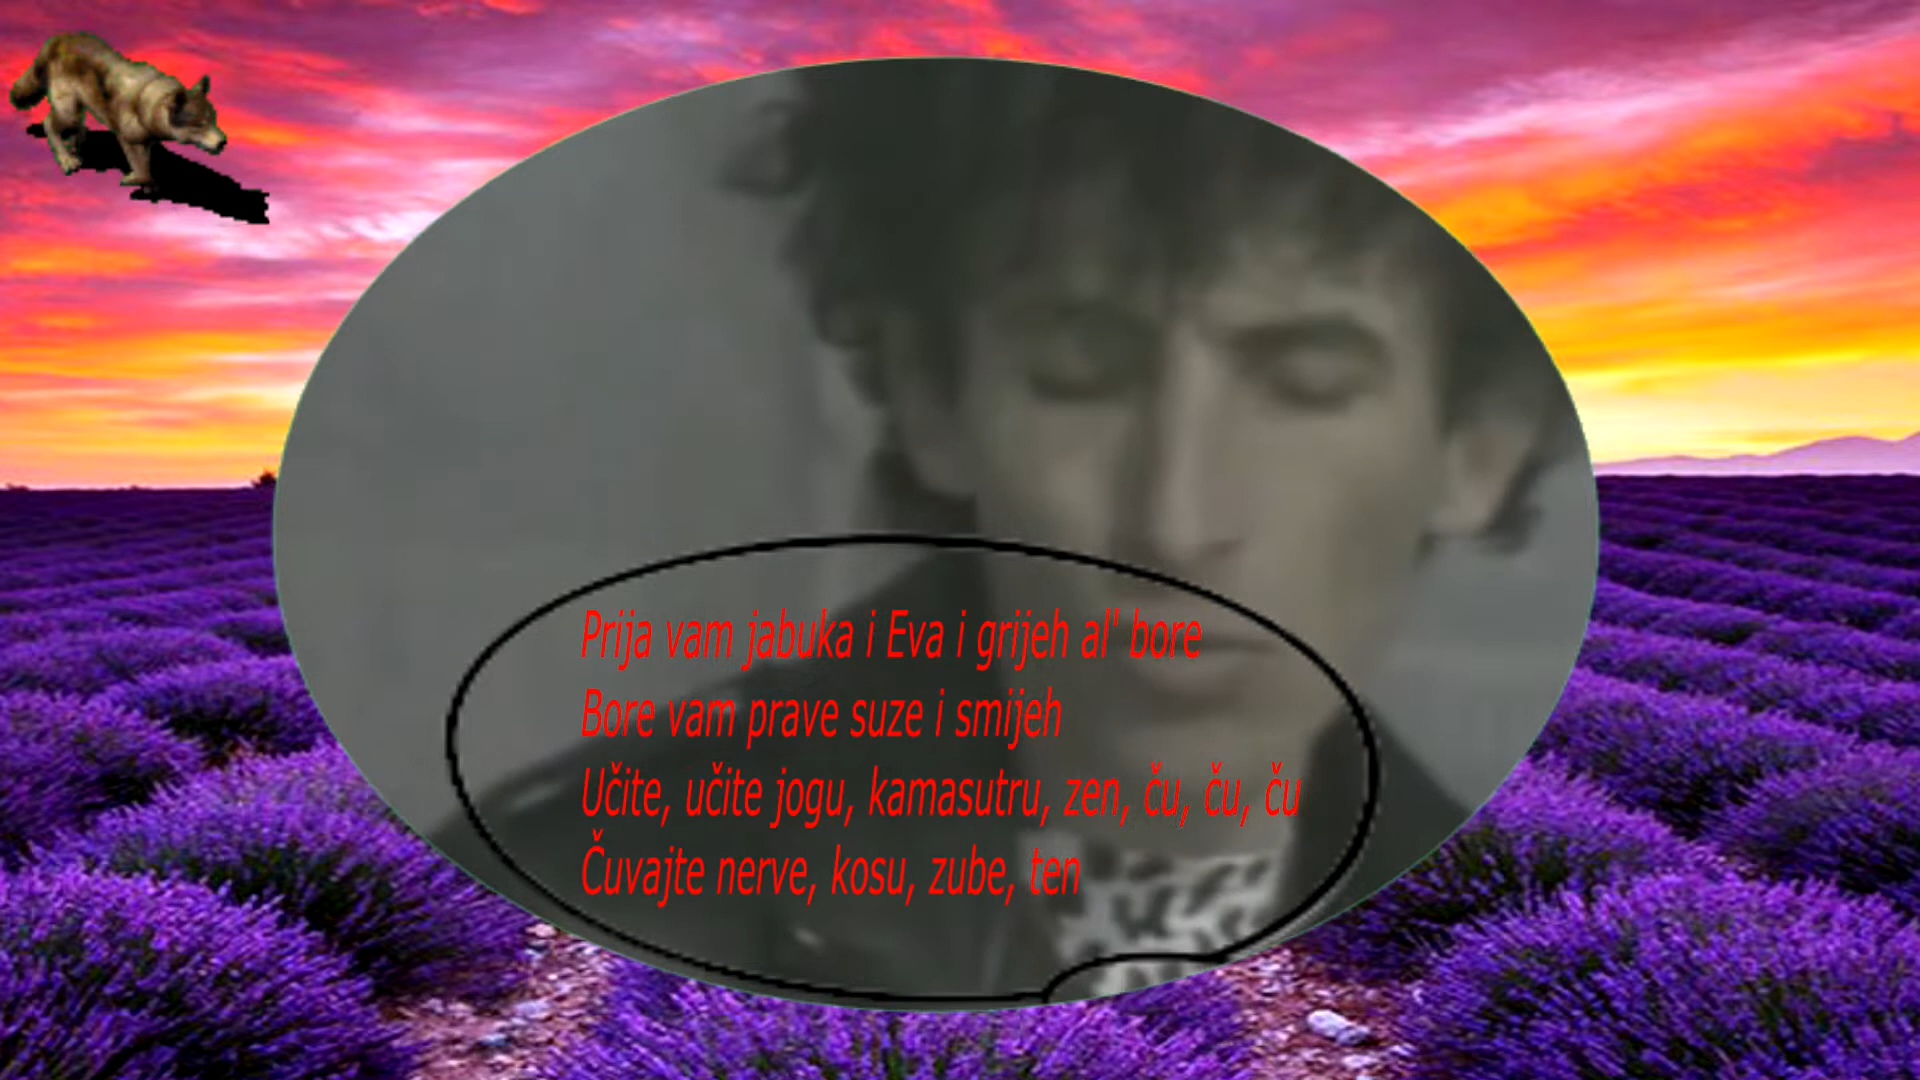 Prija vam jabuka i Eva i grijeh al' bore
Bore vam prave suze i smijeh
Učite, učite jogu, kamasutru, zen, ču, ču, ču
Čuvajte nerve, kosu, zube, ten